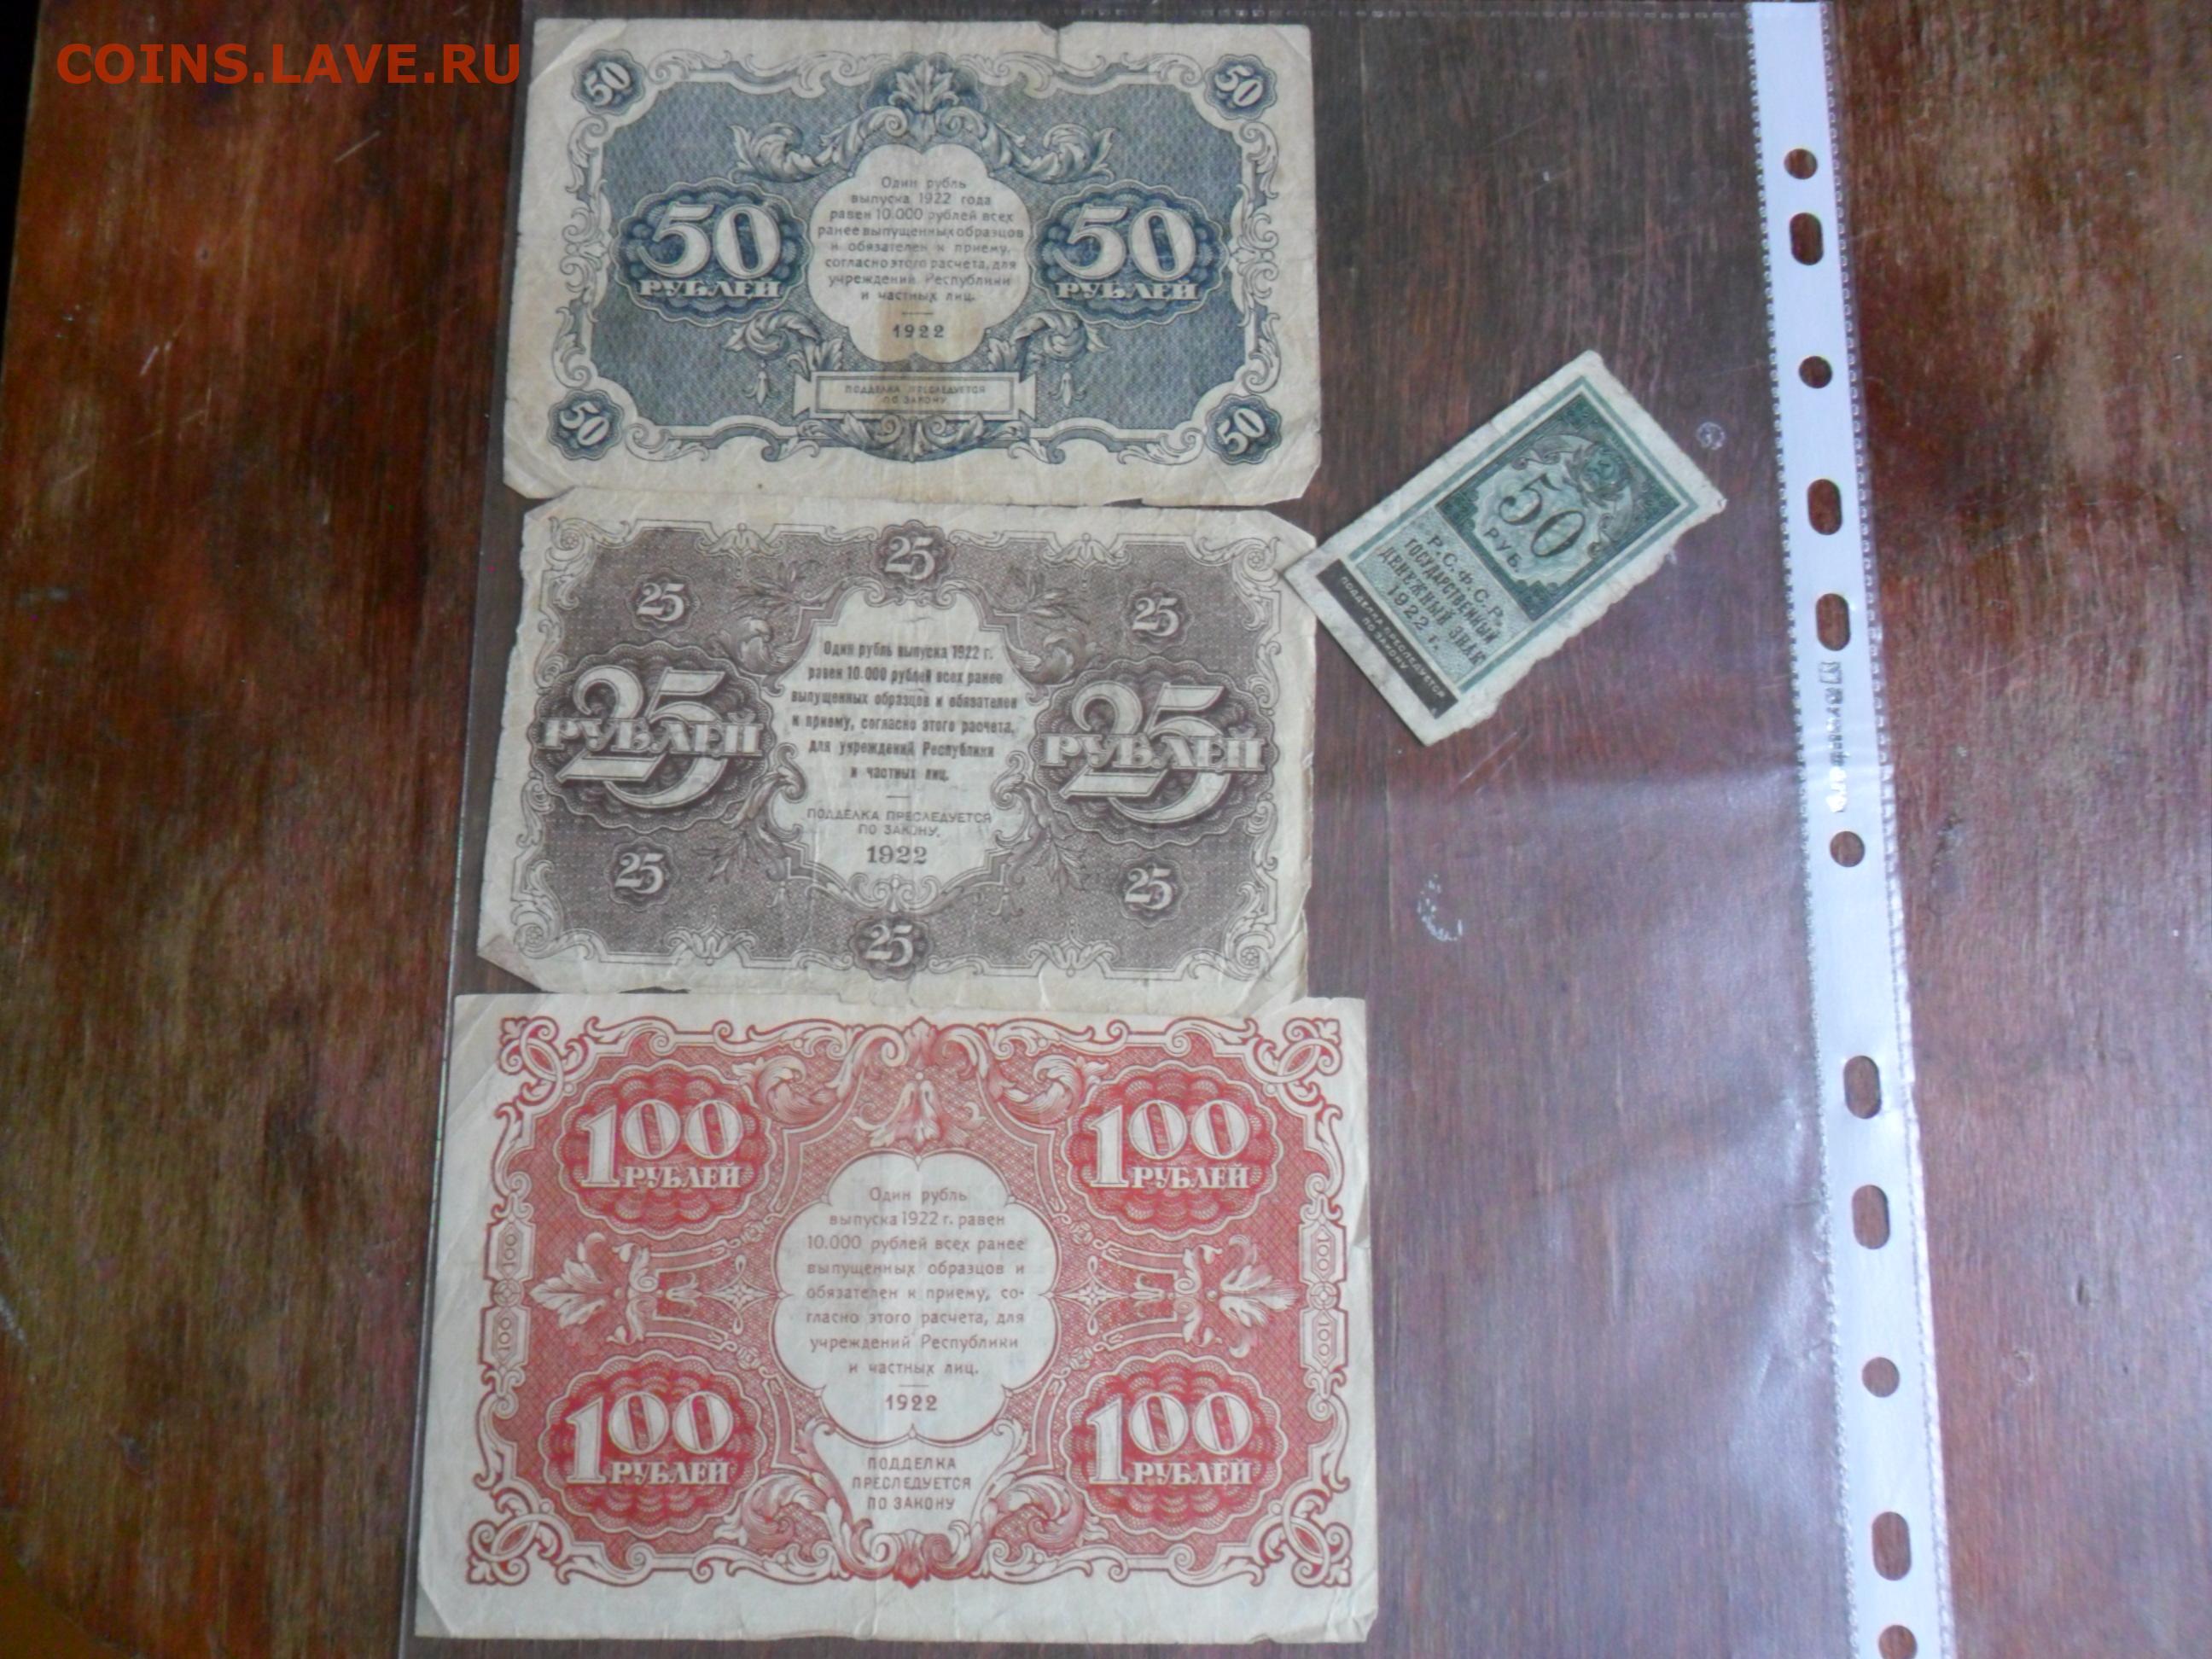 COINS.LAVE.RU
50
50
Один рубль
выпуска 1922 года
равен 10.000 рублей всех
ранее выпущенных образцов
и обязателен к приему,
согласно этого расчета, для
учреждений Республики
и частных лиц.
1922
50
РУБЛЕЙ
50
РУБЛЕЙ
ПОДДЕЛКА ПРЕСЛЕДУЕТСЯ
ПО ЗАКОНУ
50
50
50
РУБ.
Р.С.Ф.С.Р.
ГОСУДАРСТВЕННЫЙ
ДЕНЕЖНЫЙ ЗНАК
1922 г.
ПОДДЕЛКА ПРЕСЛЕДУЕТСЯ
ПО ЗАКОНУ
25
25
25
Один рубль выпуска 1922 г.
равен 10.000 рублей всех ранее
выпущенных образцов и обязателен
к приему, согласно этого расчета,
для учреждений Республики
и частных лиц.
ПОДДЕЛКА ПРЕСЛЕДУЕТСЯ
ПО ЗАКОНУ.
1922
25
РУБЛЕЙ
25
РУБЛЕЙ
25
25
25
100
РУБЛЕЙ
100
РУБЛЕЙ
Один рубль
выпуска 1922 г. равен
10.000 рублей всех ранее
выпущенных образцов и
обязателен к приему, со-
гласно этого расчета, для
учреждений Республики
и частных лиц.
1922
100
100
100
100
100
РУБЛЕЙ
100
РУБЛЕЙ
ПОДДЕЛКА
ПРЕСЛЕДУЕТСЯ
ПО ЗАКОНУ